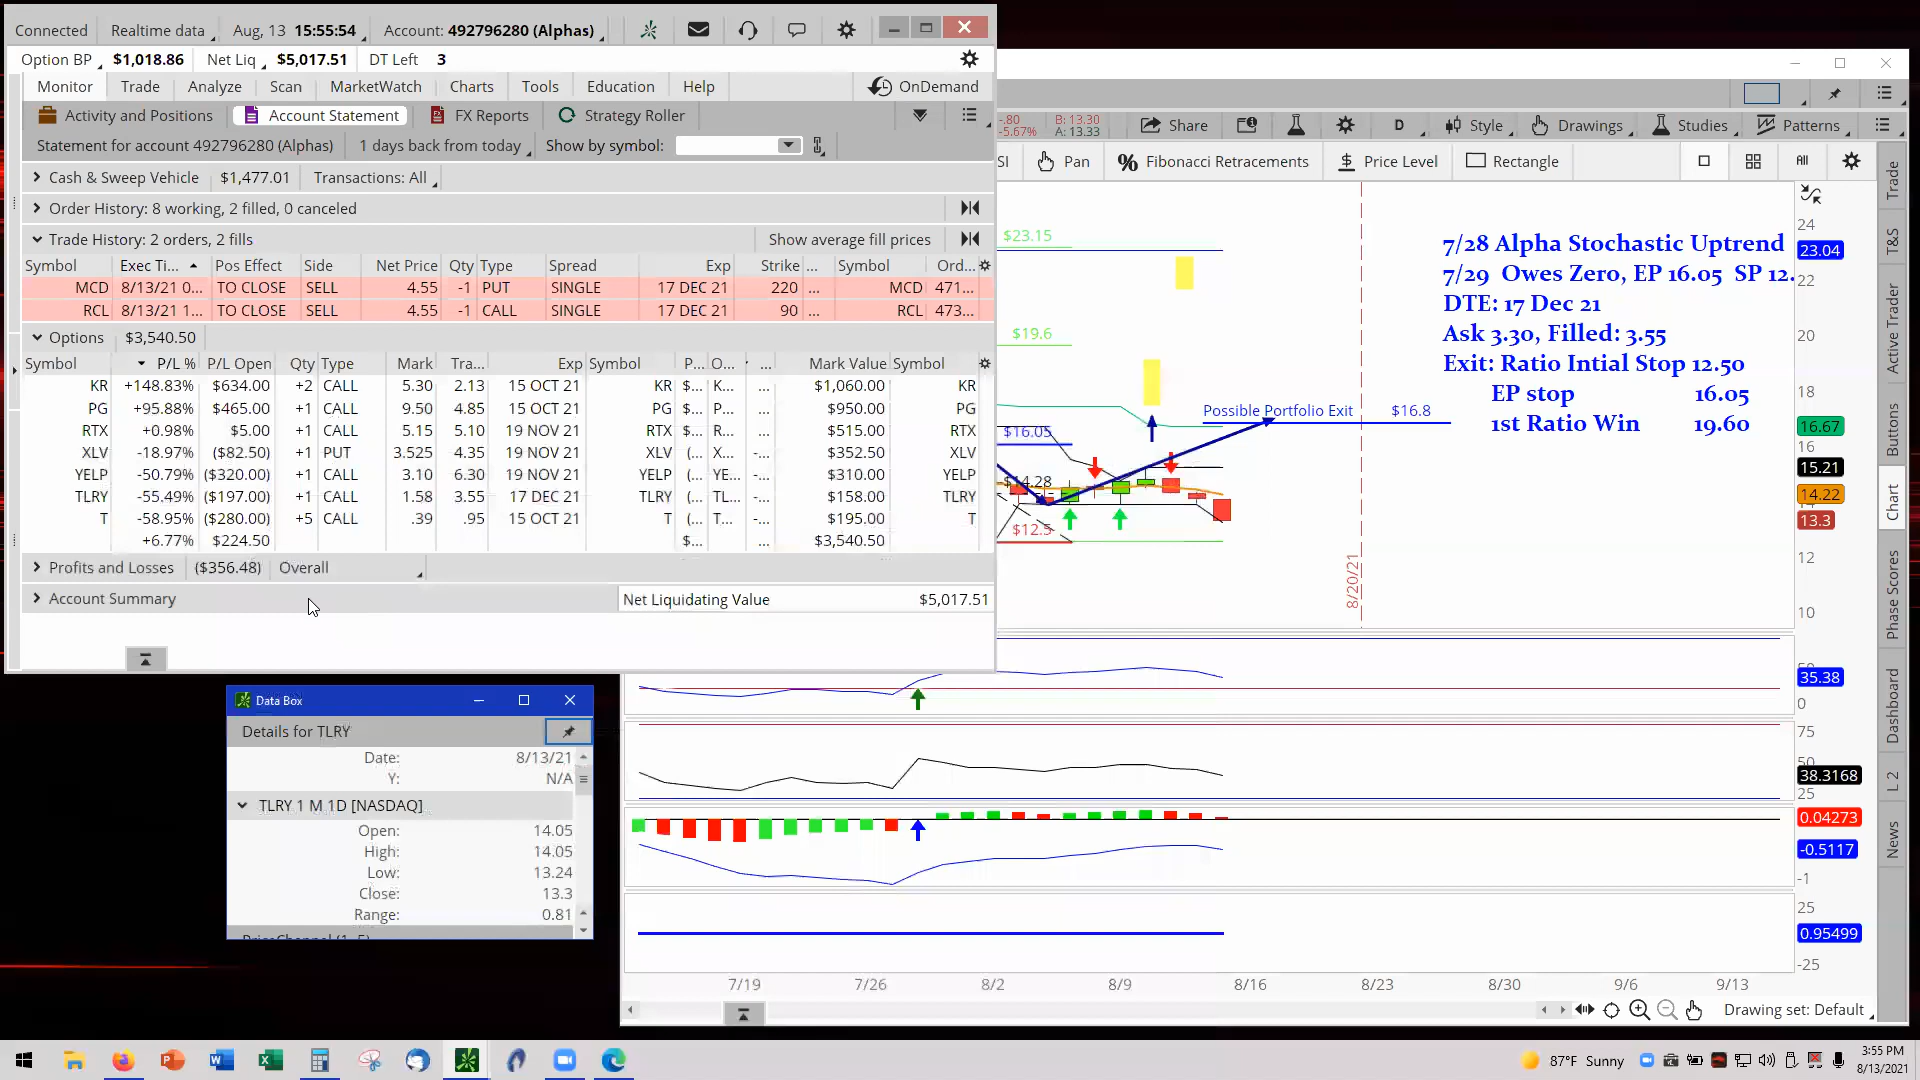 Connected Realtime data Aug, 13 15:55:54 Account: 492796280 (Alphas)
Option BP $1,018.86 Net Liq $5,017.51 DT Left 3
Monitor Trade Analyze Scan MarketWatch Charts Tools Education Help OnDemand
Activity and Positions Account Statement FX Reports Strategy Roller
Statement for account 492796280 (Alphas) 1 days back from today Show by symbol:
Cash & Sweep Vehicle $1,477.01 Transactions: All
Order History: 8 working, 2 filled, 0 canceled
Trade History: 2 orders, 2 fills Show average fill prices
Symbol Exec Ti... Pos Effect Side Net Price Qty Type Spread Exp Strike ... Symbol Ord...
MCD 8/13/21 0... TO CLOSE SELL 4.55 -1 PUT SINGLE 17 DEC 21 220 ... MCD 471...
RCL 8/13/21 1... TO CLOSE SELL 4.55 -1 CALL SINGLE 17 DEC 21 90 ... RCL 473...
Options $3,540.50
Symbol P/L % P/L Open Qty Type Mark Tra... Exp Symbol P... O... ... Mark Value Symbol
KR +148.83% $634.00 +2 CALL 5.30 2.13 15 OCT 21 KR $... K... $1,060.00 KR
PG +95.88% $465.00 +1 CALL 9.50 4.85 15 OCT 21 PG $... P... $950.00 PG
RTX +0.98% $5.00 +1 CALL 5.15 5.10 19 NOV 21 RTX $... R... -... $515.00 RTX
XLV -18.97% ($82.50) +1 PUT 3.525 4.35 19 NOV 21 XLV (... X... -... $352.50 XLV
YELP -50.79% ($320.00) +1 CALL 3.10 6.30 19 NOV 21 YELP (... Y... -... $310.00 YELP
TLRY -55.49% ($197.00) +1 CALL 1.58 3.55 17 DEC 21 TLRY (... TL... -... $158.00 TLRY
T -58.95% ($280.00) +5 CALL .39 .95 15 OCT 21 T (... T... -... $195.00 T
+6.77% $224.50 $... ... $3,540.50
Profits and Losses ($356.48) Overall
Account Summary Net Liquidating Value $5,017.51
Data Box
Details for TLRY
Date: 8/13/21
Y: N/A
TLRY 1 M 1D [NASDAQ]
Open: 14.05
High: 14.05
Low: 13.24
Close: 13.3
Range: 0.81
-.80 B: 13.30
-5.67% A: 13.33
Share D Style Drawings Studies Patterns
SI Pan Fibonacci Retracements Price Level Rectangle All
7/28 Alpha Stochastic Uptrend
7/29 Owes Zero, EP 16.05 SP 12.
DTE: 17 Dec 21
Ask 3.30, Filled: 3.55
Exit: Ratio Intial Stop 12.50
EP stop 16.05
1st Ratio Win 19.60
$23.15
$19.6
Possible Portfolio Exit $16.8
$16.05
$14.28
$12.5
8/20/21
24
23.04
22
20
18
16.67
16
15.21
14.22
13.3
12
10
50
35.38
0
75
50
38.3168
25
0.04273
-0.5117
-1
25
0.95499
-25
7/19 7/26 8/2 8/9 8/16 8/23 8/30 9/6 9/13
Drawing set: Default
Trade
T&S
Active Trader
Buttons
Chart
Phase Scores
Dashboard
L 2
News
87°F Sunny
3:55 PM
8/13/2021